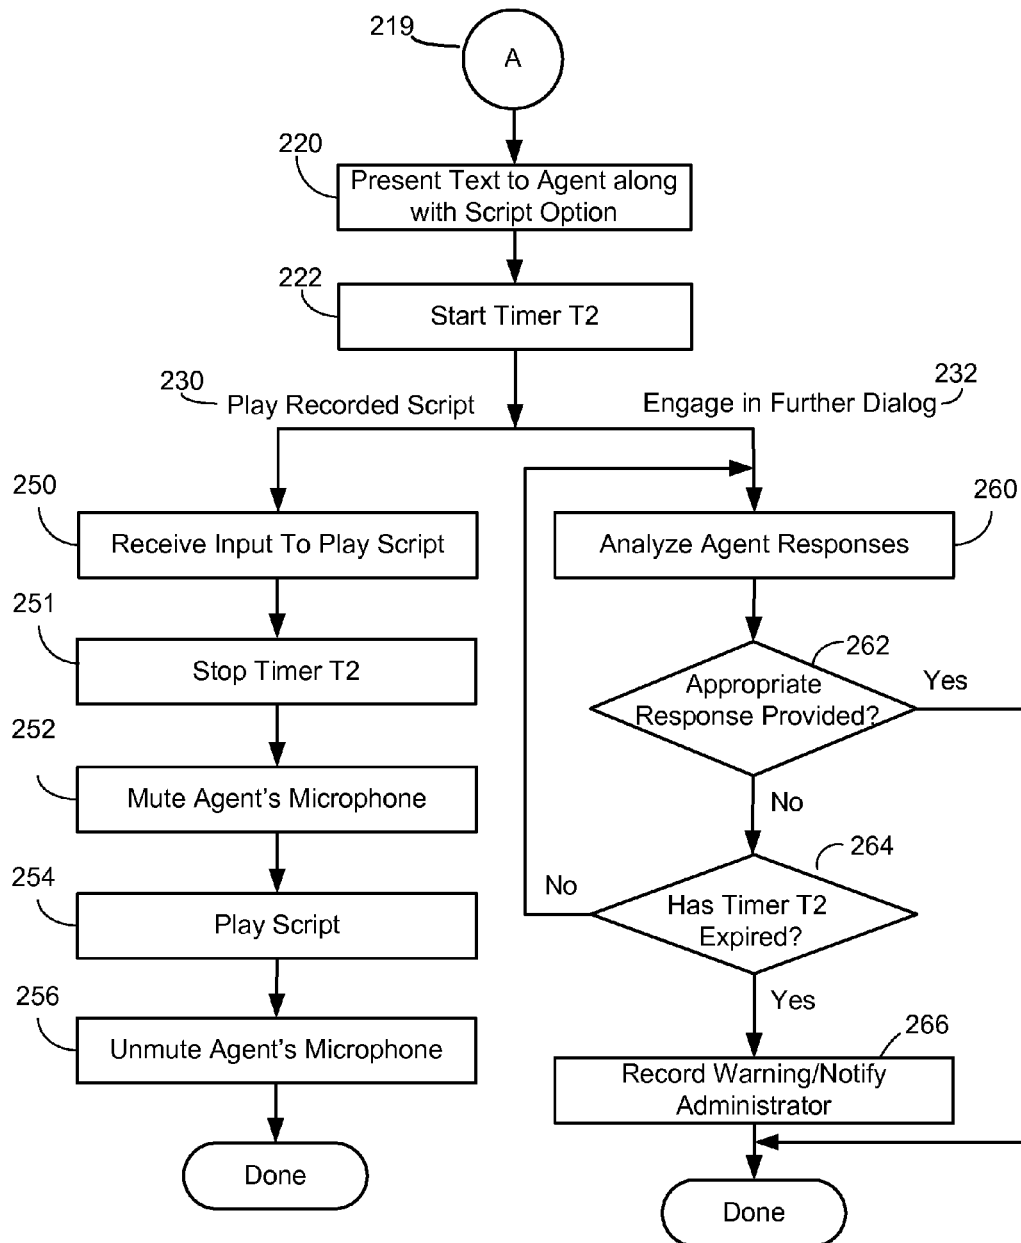 219
A
220
Present Text to Agent along
with Script Option
222
Start Timer T2
230
Play Recorded Script
232
Engage in Further Dialog
250
Receive Input To Play Script
251
Stop Timer T2
252
Mute Agent's Microphone
254
Play Script
256
Unmute Agent's Microphone
Done
260
Analyze Agent Responses
262
Appropriate
Response Provided?
Yes
No
264
Has Timer T2
Expired?
No
Yes
266
Record Warning/Notify
Administrator
Done